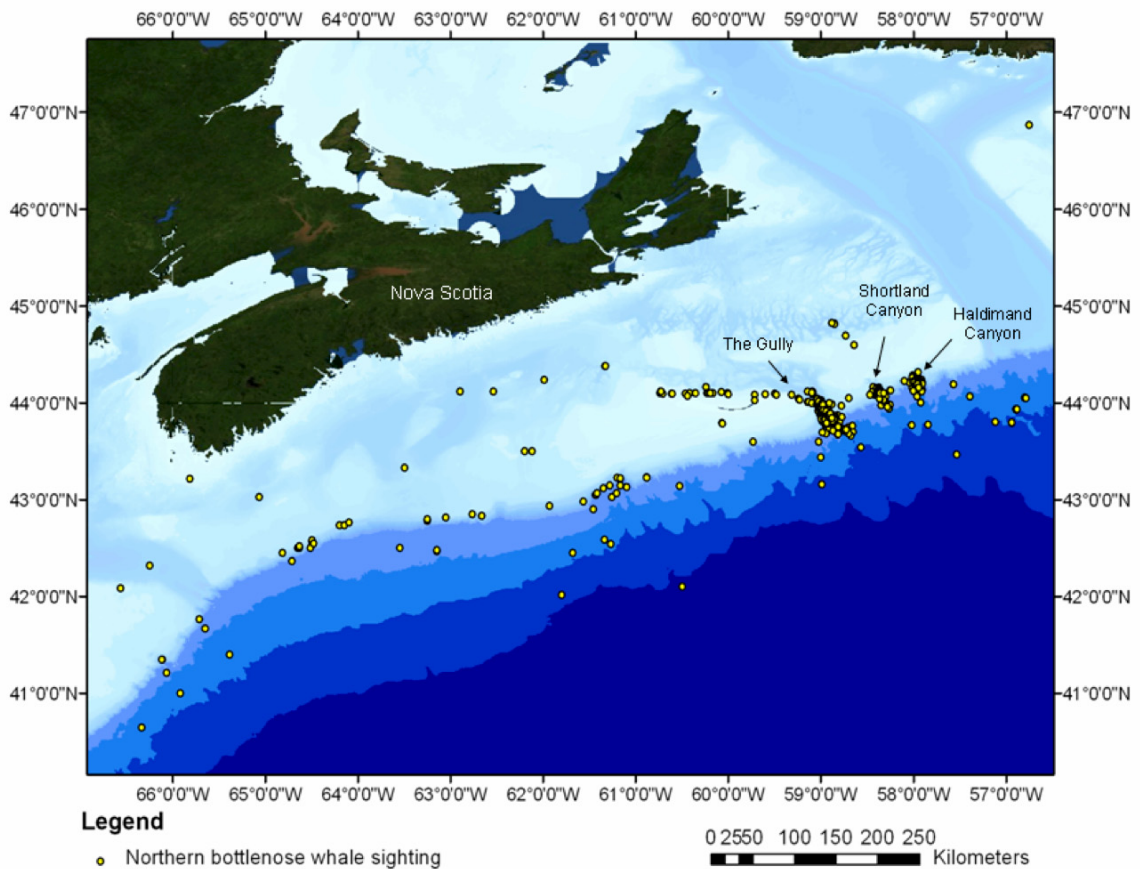 66°0'0"W 65°0'0"W 64°0'0"W 63°0'0"W 62°0'0"W 61°0'0"W 60°0'0"W 59°0'0"W 58°0'0"W 57°0'0"W
47°0'0"N 47°0'0"N
46°0'0"N 46°0'0"N
45°0'0"N 45°0'0"N
44°0'0"N 44°0'0"N
43°0'0"N 43°0'0"N
42°0'0"N 42°0'0"N
41°0'0"N 41°0'0"N
Nova Scotia
Shortland
Canyon
Haldimand
Canyon
The Gully
66°0'0"W 65°0'0"W 64°0'0"W 63°0'0"W 62°0'0"W 61°0'0"W 60°0'0"W 59°0'0"W 58°0'0"W 57°0'0"W
Legend
Northern bottlenose whale sighting
0 25 50 100 150 200 250
Kilometers